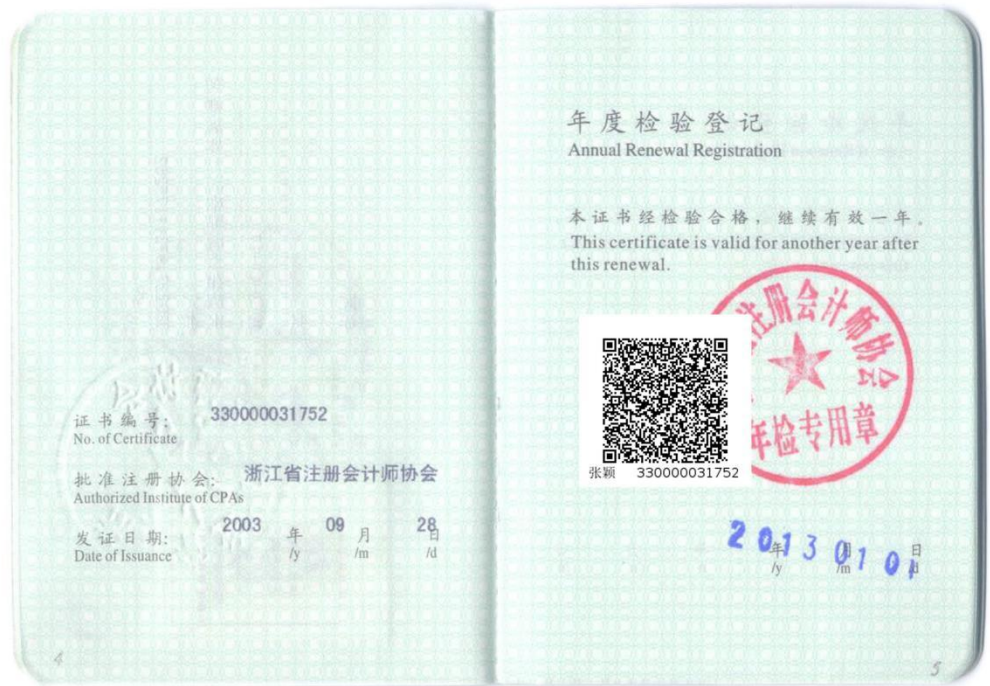 证书编号: 330000031752
No. of Certificate
批准注册协会: 浙江省注册会计师协会
Authorized Institute of CPAs
发证日期: 2003 年 09 月 28 日
Date of Issuance /y /m /d
4
年度检验登记
Annual Renewal Registration
本证书经检验合格，继续有效一年。
This certificate is valid for another year after
this renewal.
注册会计师协会
年检专用章
张颖 330000031752
2013 年 01 月 01 日
/y /m /d
5